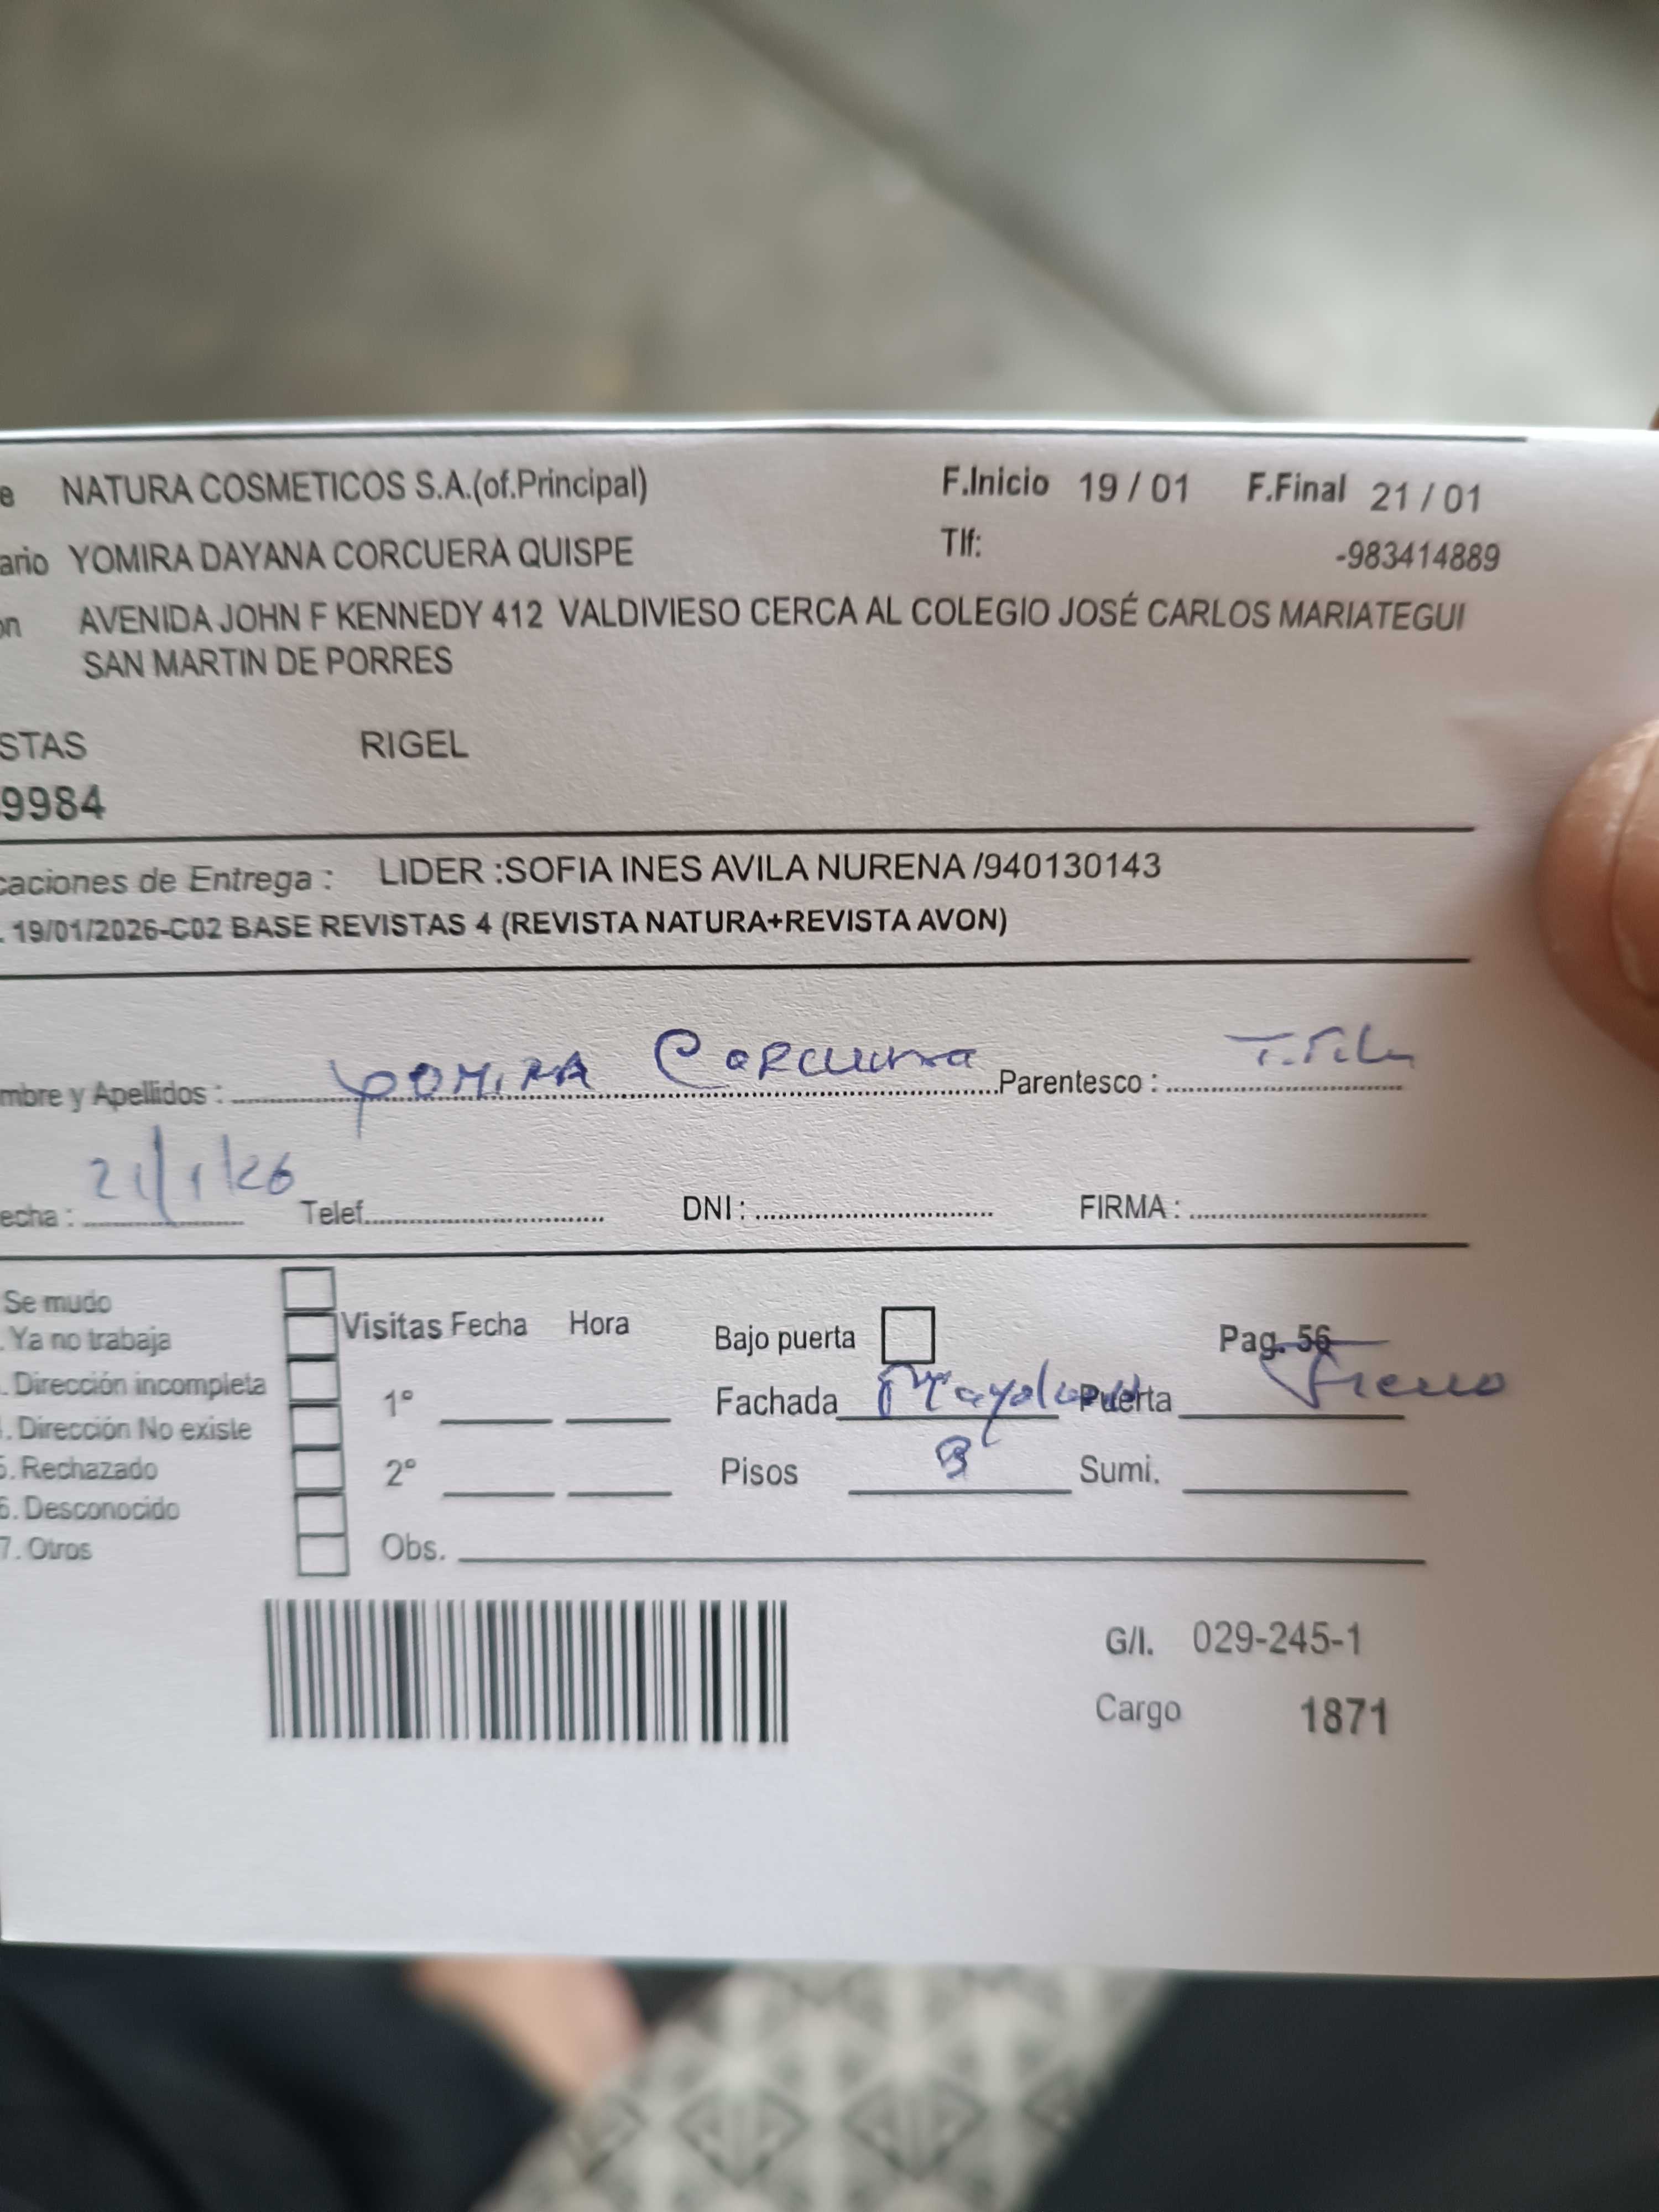 e NATURA COSMETICOS S.A.(of.Principal) F.Inicio 19 / 01 F.Final 21 / 01
ario YOMIRA DAYANA CORCUERA QUISPE Tlf: -983414889
on AVENIDA JOHN F KENNEDY 412 VALDIVIESO CERCA AL COLEGIO JOSÉ CARLOS MARIATEGUI
SAN MARTIN DE PORRES
STAS RIGEL
9984
caciones de Entrega : LIDER :SOFIA INES AVILA NURENA /940130143
. 19/01/2026-C02 BASE REVISTAS 4 (REVISTA NATURA+REVISTA AVON)
mbre y Apellidos : YOMIRA Corcuera Parentesco :
echa : 21/1/26 Telef. DNI : FIRMA :
Se mudo
. Ya no trabaja Visitas Fecha Hora Bajo puerta Pag. 56
. Dirección incompleta 1° Fachada Puerta Fierro
. Dirección No existe
5. Rechazado 2° Pisos 3 Sumi.
6. Desconocido
7. Otros Obs.
G/I. 029-245-1
Cargo 1871